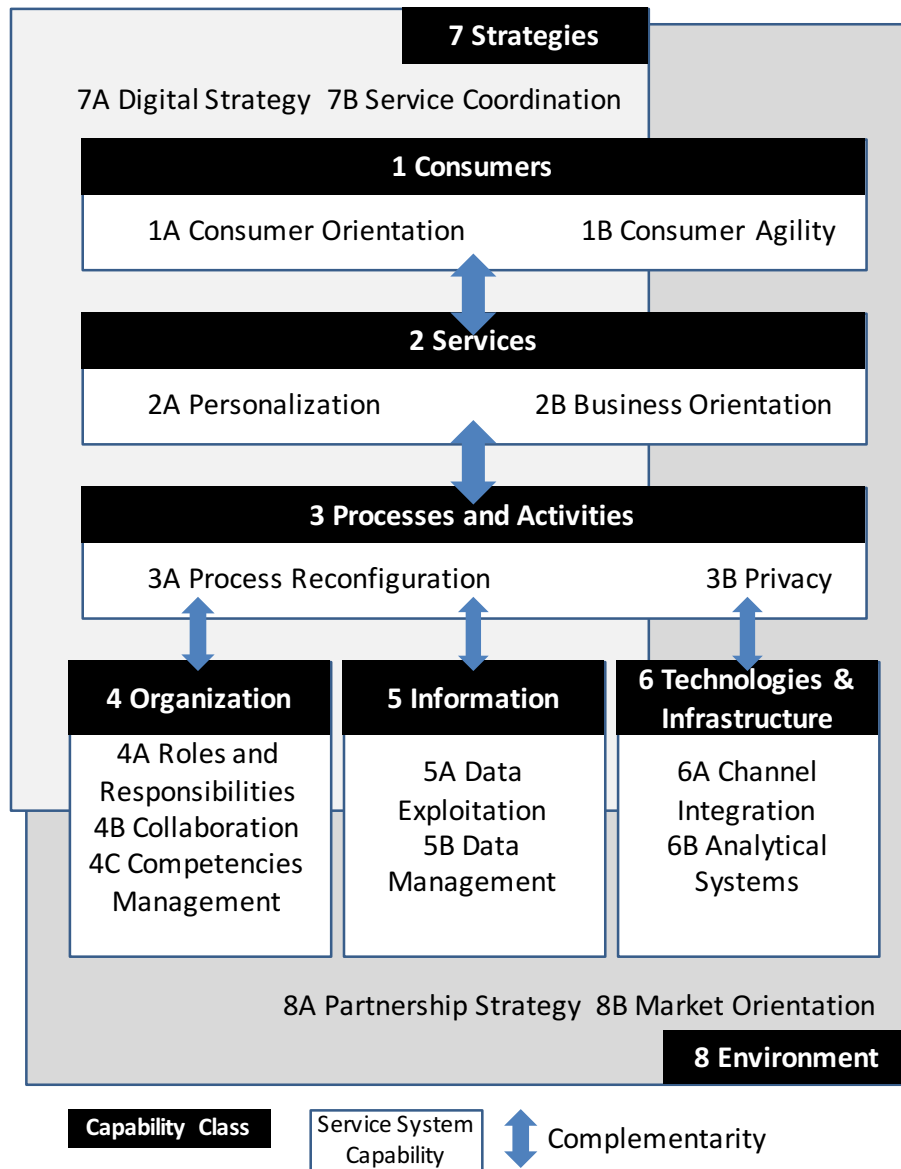 7 Strategies
7A Digital Strategy 7B Service Coordination
1 Consumers
1A Consumer Orientation 1B Consumer Agility
2 Services
2A Personalization 2B Business Orientation
3 Processes and Activities
3A Process Reconfiguration 3B Privacy
4 Organization
4A Roles and
Responsibilities
4B Collaboration
4C Competencies
Management
5 Information
5A Data
Exploitation
5B Data
Management
6 Technologies &
Infrastructure
6A Channel
Integration
6B Analytical
Systems
8A Partnership Strategy 8B Market Orientation
8 Environment
Capability Class
Service System
Capability
Complementarity